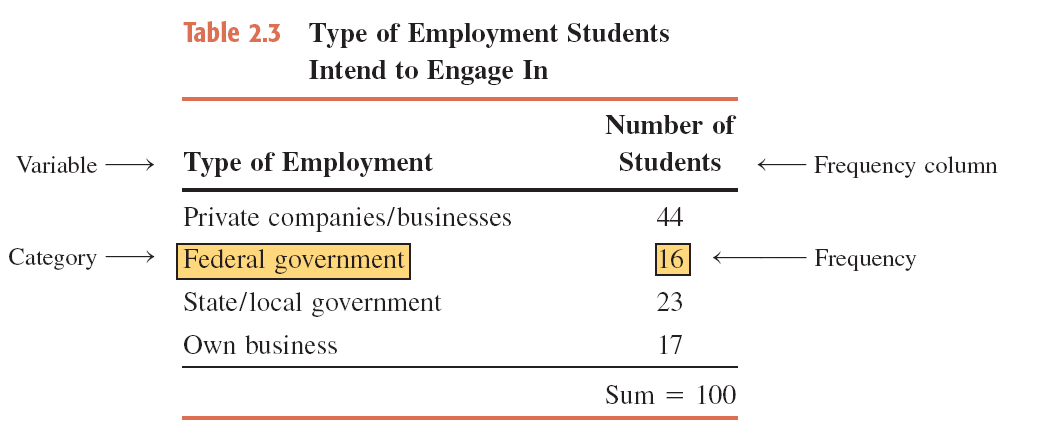 Table 2.3 Type of Employment Students
Intend to Engage In
Number of
Variable Type of Employment Students Frequency column
Private companies/businesses 44
Category Federal government 16 Frequency
State/local government 23
Own business 17
Sum = 100